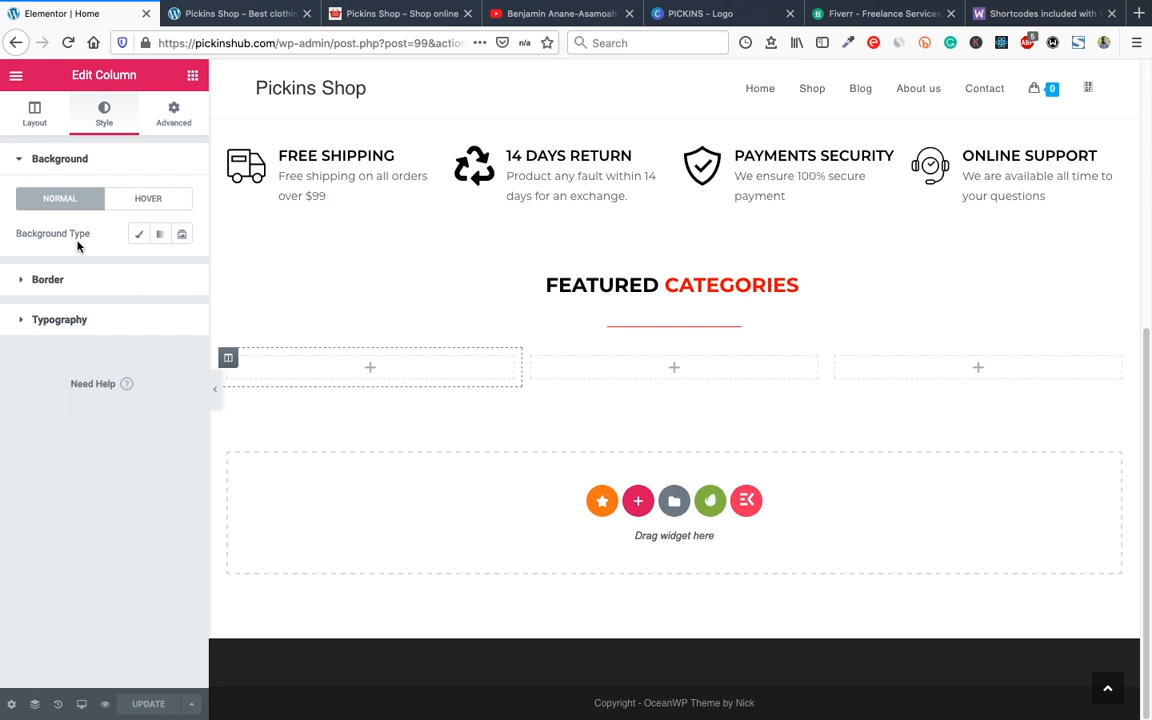 Elementor | Home
Pickins Shop – Best clothin
Pickins Shop – Shop online
Benjamin Anane-Asamoah
PICKINS - Logo
Fiverr - Freelance Services
Shortcodes included with
https://pickinshub.com/wp-admin/post.php?post=99&action
n/a
Search
ABP
6
Edit Column
Layout
Style
Advanced
Background
NORMAL
HOVER
Background Type
Border
Typography
Need Help ?
UPDATE
Pickins Shop
Home
Shop
Blog
About us
Contact
0
FREE SHIPPING
Free shipping on all orders
over $99
14 DAYS RETURN
Product any fault within 14
days for an exchange.
PAYMENTS SECURITY
We ensure 100% secure
payment
ONLINE SUPPORT
We are available all time to
your questions
FEATURED CATEGORIES
Drag widget here
Copyright - OceanWP Theme by Nick